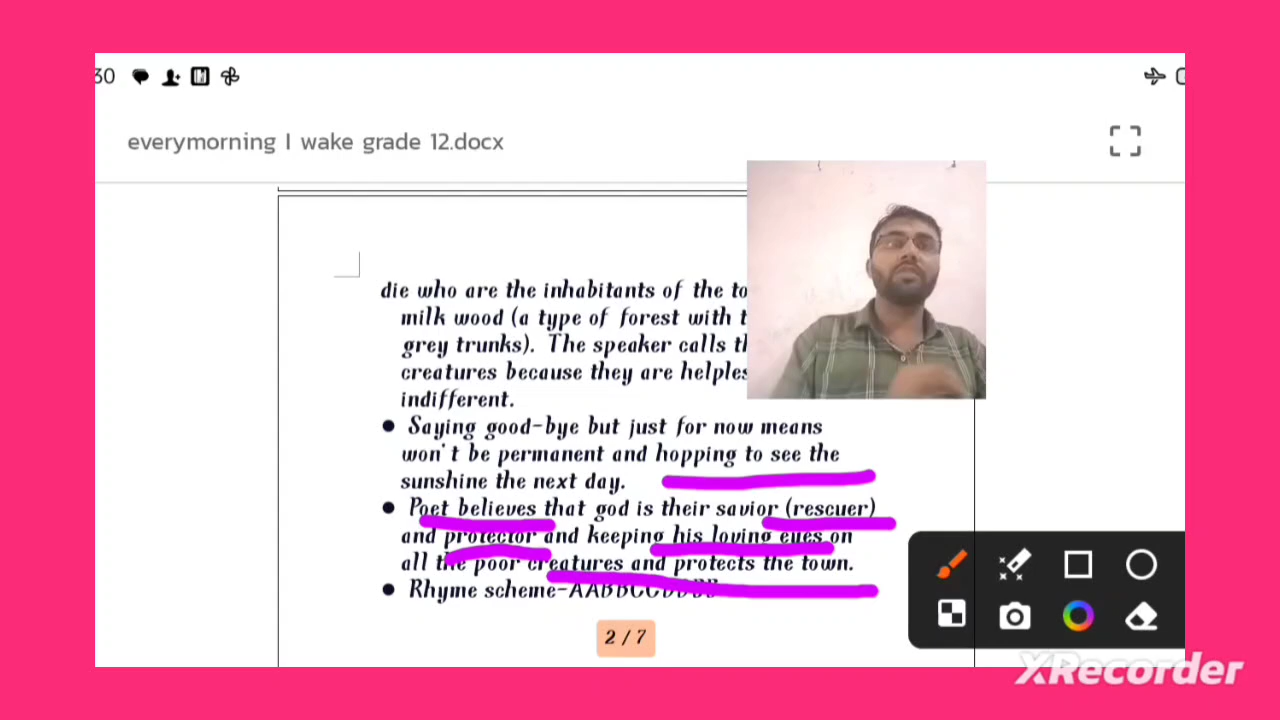 30
everymorning I wake grade 12.docx
die who are the inhabitants of the to
milk wood (a type of forest with t
grey trunks). The speaker calls th
creatures because they are helples
indifferent.
● Saying good-bye but just for now means
won't be permanent and hopping to see the
sunshine the next day.
● Poet believes that god is their savior (rescuer)
and protector and keeping his loving eyes on
all the poor creatures and protects the town.
● Rhyme scheme-AABBCCDDBB
2 / 7
XRecorder